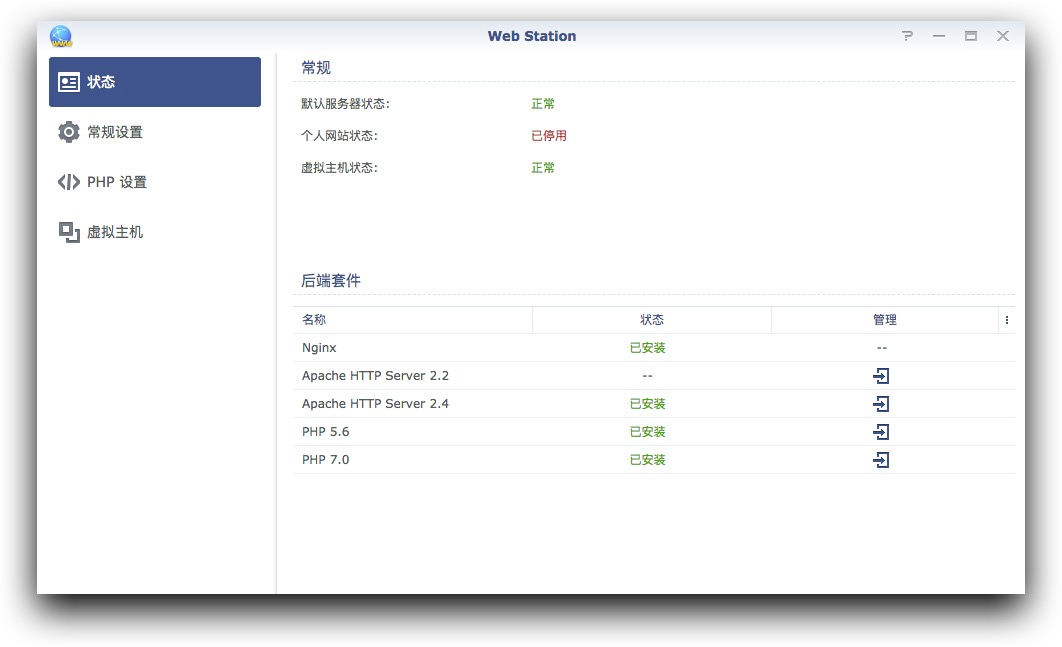 Web Station
状态
常规设置
PHP 设置
虚拟主机
常规
默认服务器状态: 正常
个人网站状态: 已停用
虚拟主机状态: 正常
后端套件
名称 状态 管理
Nginx 已安装 --
Apache HTTP Server 2.2 --
Apache HTTP Server 2.4 已安装
PHP 5.6 已安装
PHP 7.0 已安装